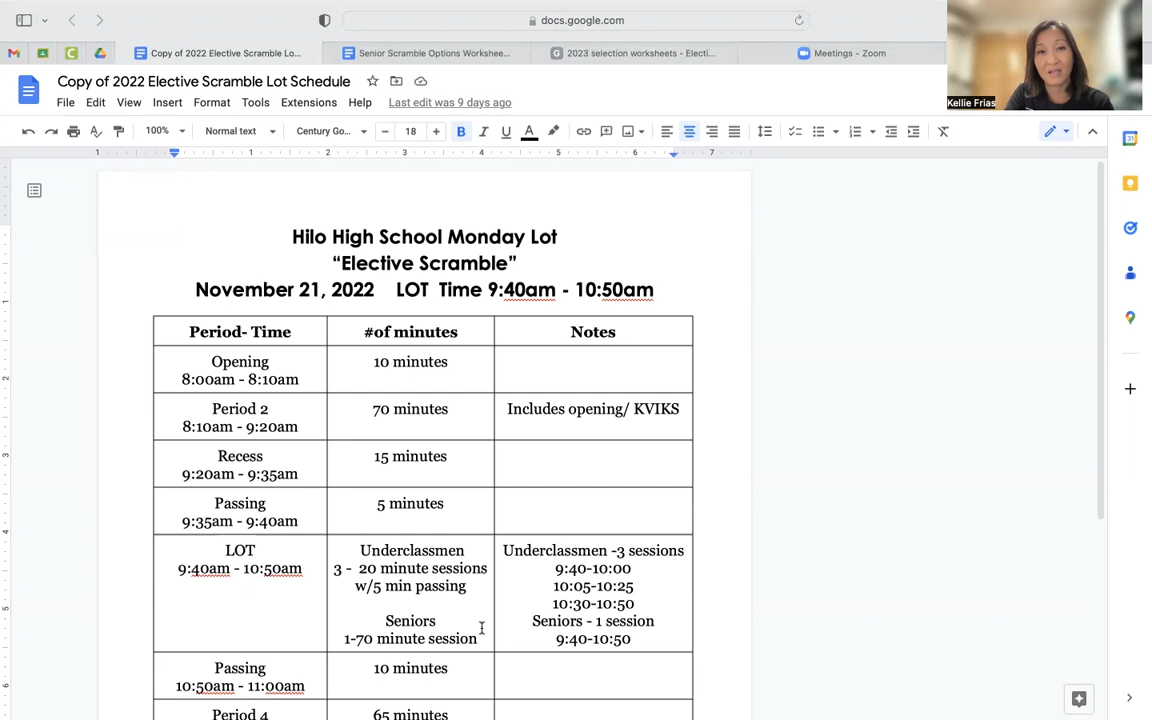 docs.google.com
Copy of 2022 Elective Scramble Lo...
Senior Scramble Options Workshee...
2023 selection worksheets - Electi...
Meetings - Zoom
Copy of 2022 Elective Scramble Lot Schedule
File Edit View Insert Format Tools Extensions Help Last edit was 9 days ago
100% Normal text Century Go... 18
Kellie Frias
1 1 2 3 4 5 6 7
Hilo High School Monday Lot
“Elective Scramble”
November 21, 2022 LOT Time 9:40am - 10:50am
Period- Time #of minutes Notes
Opening 10 minutes
8:00am - 8:10am
Period 2 70 minutes Includes opening/ KVIKS
8:10am - 9:20am
Recess 15 minutes
9:20am - 9:35am
Passing 5 minutes
9:35am - 9:40am
LOT Underclassmen Underclassmen -3 sessions
9:40am - 10:50am 3 - 20 minute sessions 9:40-10:00
w/5 min passing 10:05-10:25
10:30-10:50
Seniors Seniors - 1 session
1-70 minute session 9:40-10:50
Passing 10 minutes
10:50am - 11:00am
Period 4 65 minutes